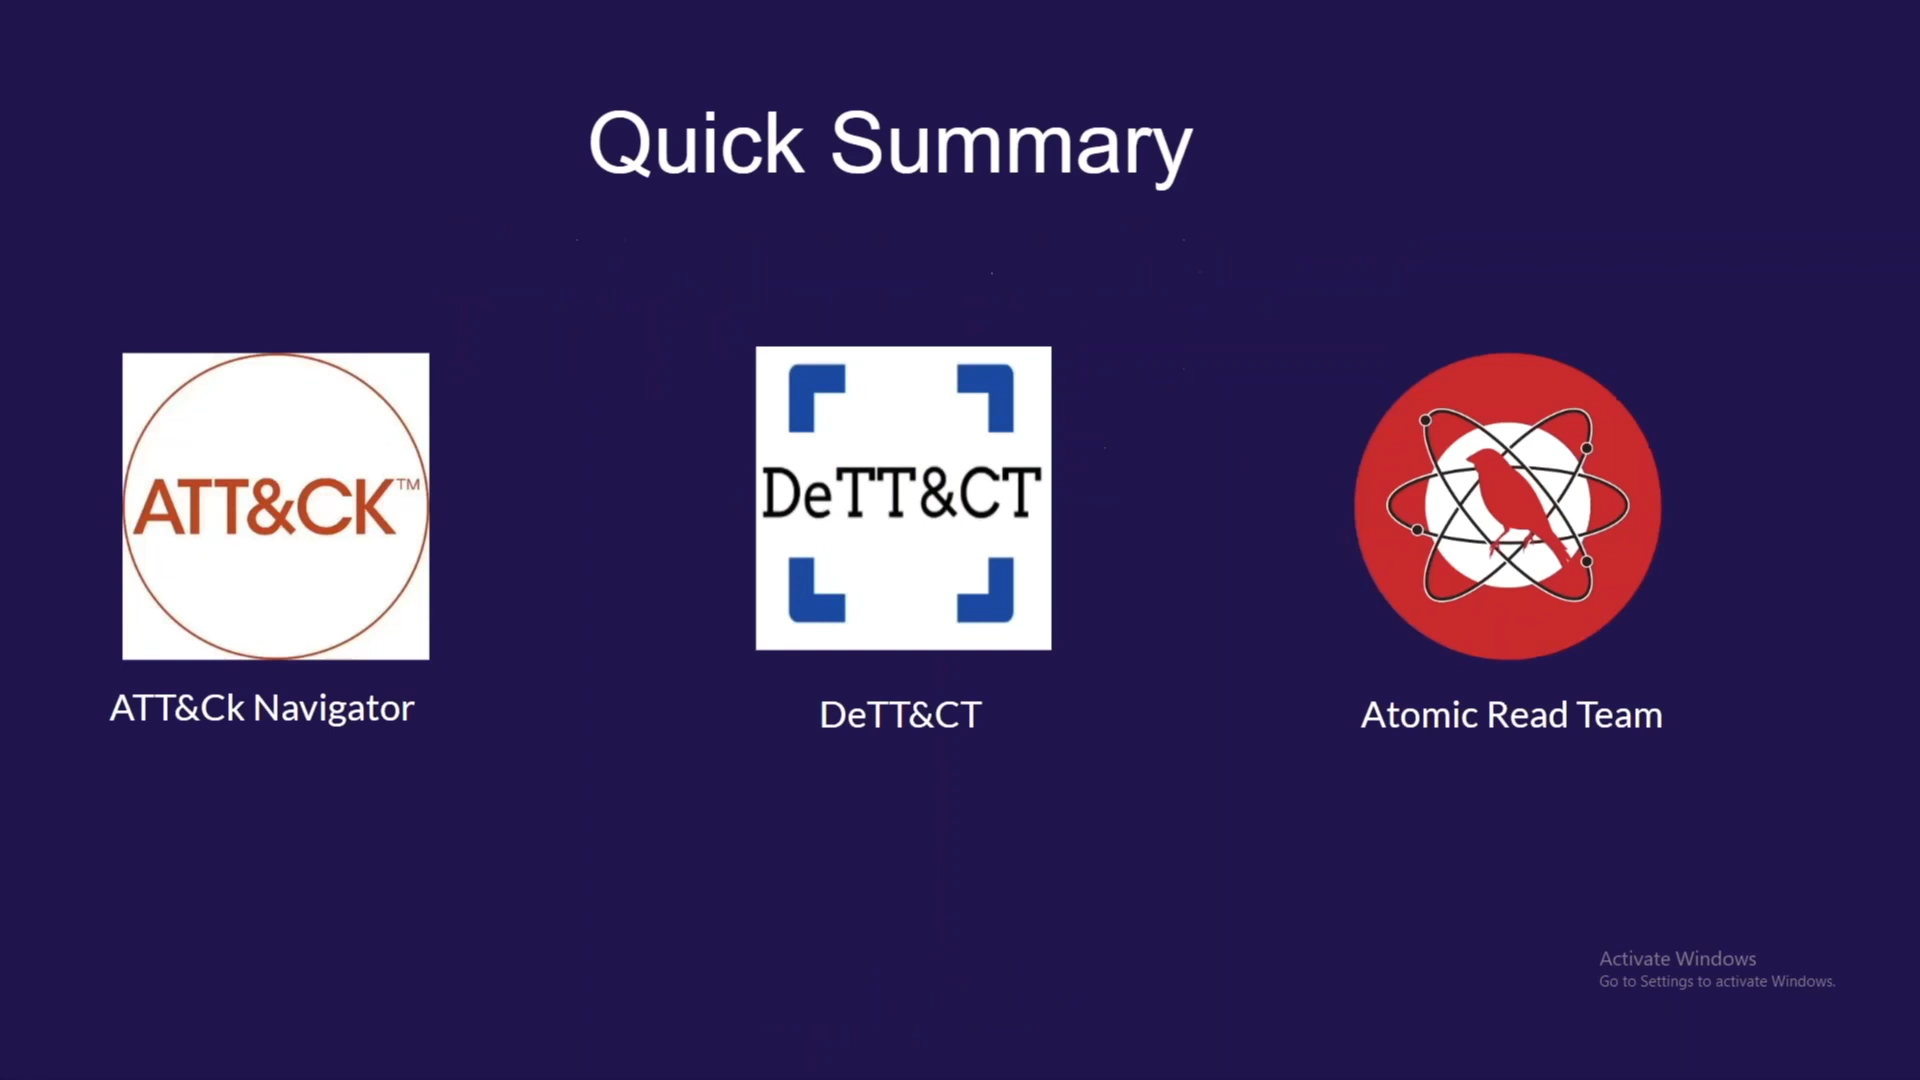 Quick Summary
ATT&CK™
DeTT&CT
ATT&Ck Navigator
DeTT&CT
Atomic Read Team
Activate Windows
Go to Settings to activate Windows.